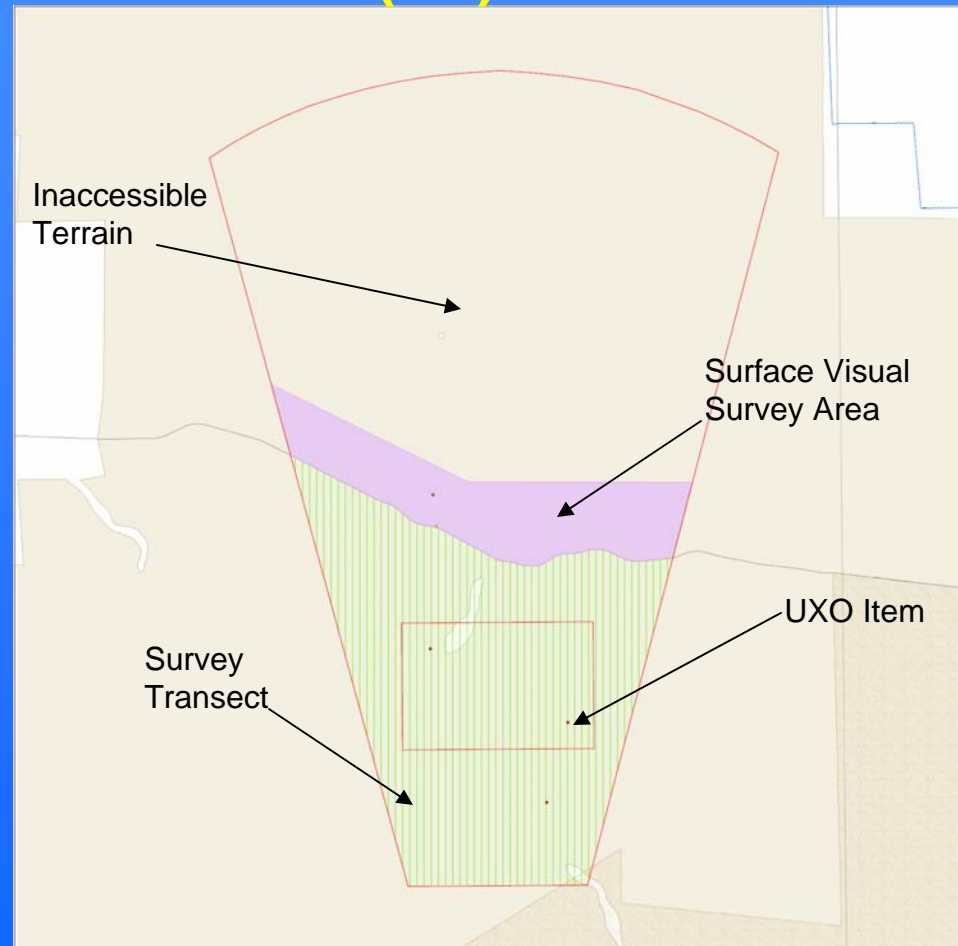 Inaccessible
Terrain
Surface Visual
Survey Area
UXO Item
Survey
Transect